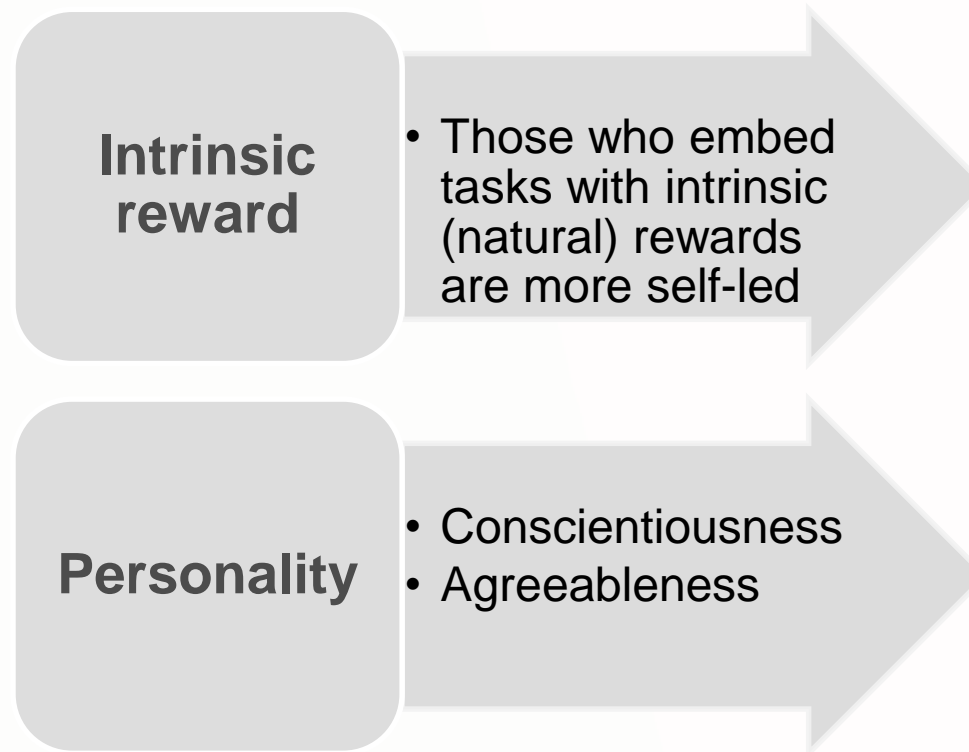 Intrinsic
reward
• Those who embed
tasks with intrinsic
(natural) rewards
are more self-led
Personality
• Conscientiousness
• Agreeableness